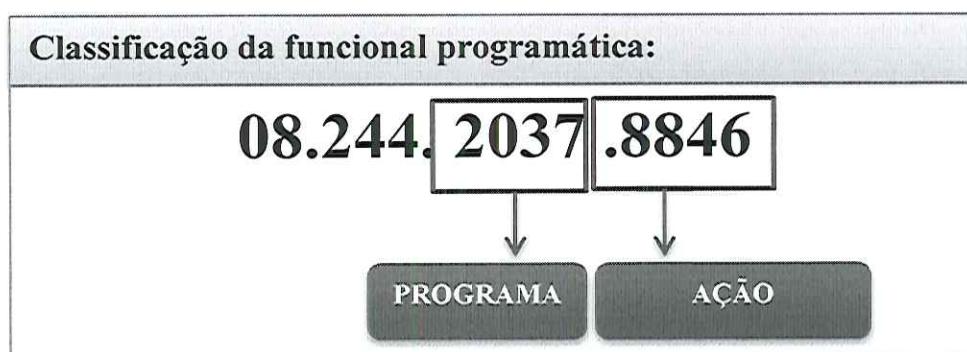 Classificação da funcional programática:
08.244. 2037 .8846
PROGRAMA AÇÃO